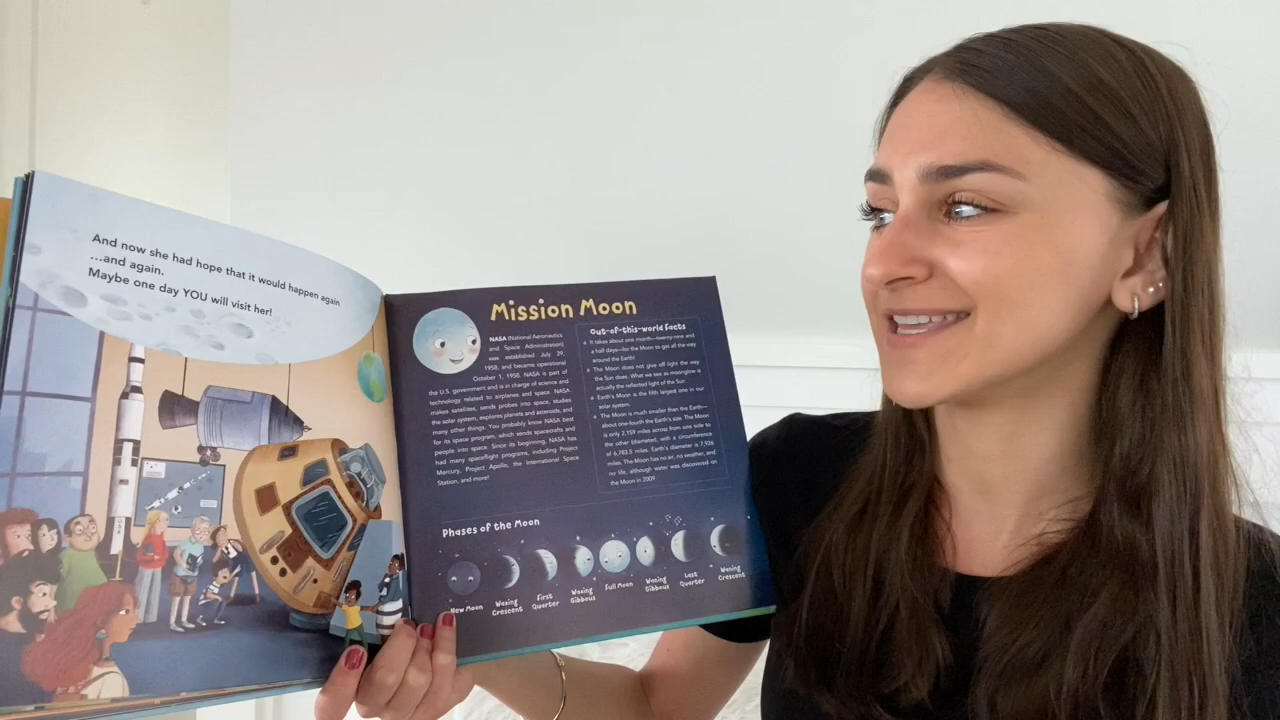 And now she had hope that it would happen again
...and again.
Maybe one day YOU will visit her!
USA
Mission Moon
NASA (National Aeronautics
and Space Administration)
was established July 29,
1958, and became operational
October 1, 1958. NASA is part of
the U.S. government and is in charge of science and
technology related to airplanes and space. NASA
makes satellites, sends probes into space, studies
the solar system, explores planets and asteroids, and
many other things. You probably know NASA best
for its space program, which sends spacecrafts and
people into space. Since its beginning, NASA has
had many spaceflight programs, including Project
Mercury, Project Apollo, the International Space
Station, and more!
Out-of-this-world Facts
It takes about one month—twenty-nine and
a half days—for the Moon to get all the way
around the Earth!
The Moon does not give off light the way
the Sun does. What we see as moonglow is
actually the reflected light of the Sun.
Earth's Moon is the fifth largest one in our
solar system.
The Moon is much smaller than the Earth—
about one-fourth the Earth's size. The Moon
is only 2,159 miles across from one side to
the other (diameter), with a circumference
of 6,783.5 miles. Earth's diameter is 7,926
miles. The Moon has no air, no weather, and
no life, although water was discovered on
the Moon in 2009.
Phases of the Moon
New Moon
Waxing
Crescent
First
Quarter
Waxing
Gibbous
Full Moon
Waning
Gibbous
Last
Quarter
Waning
Crescent